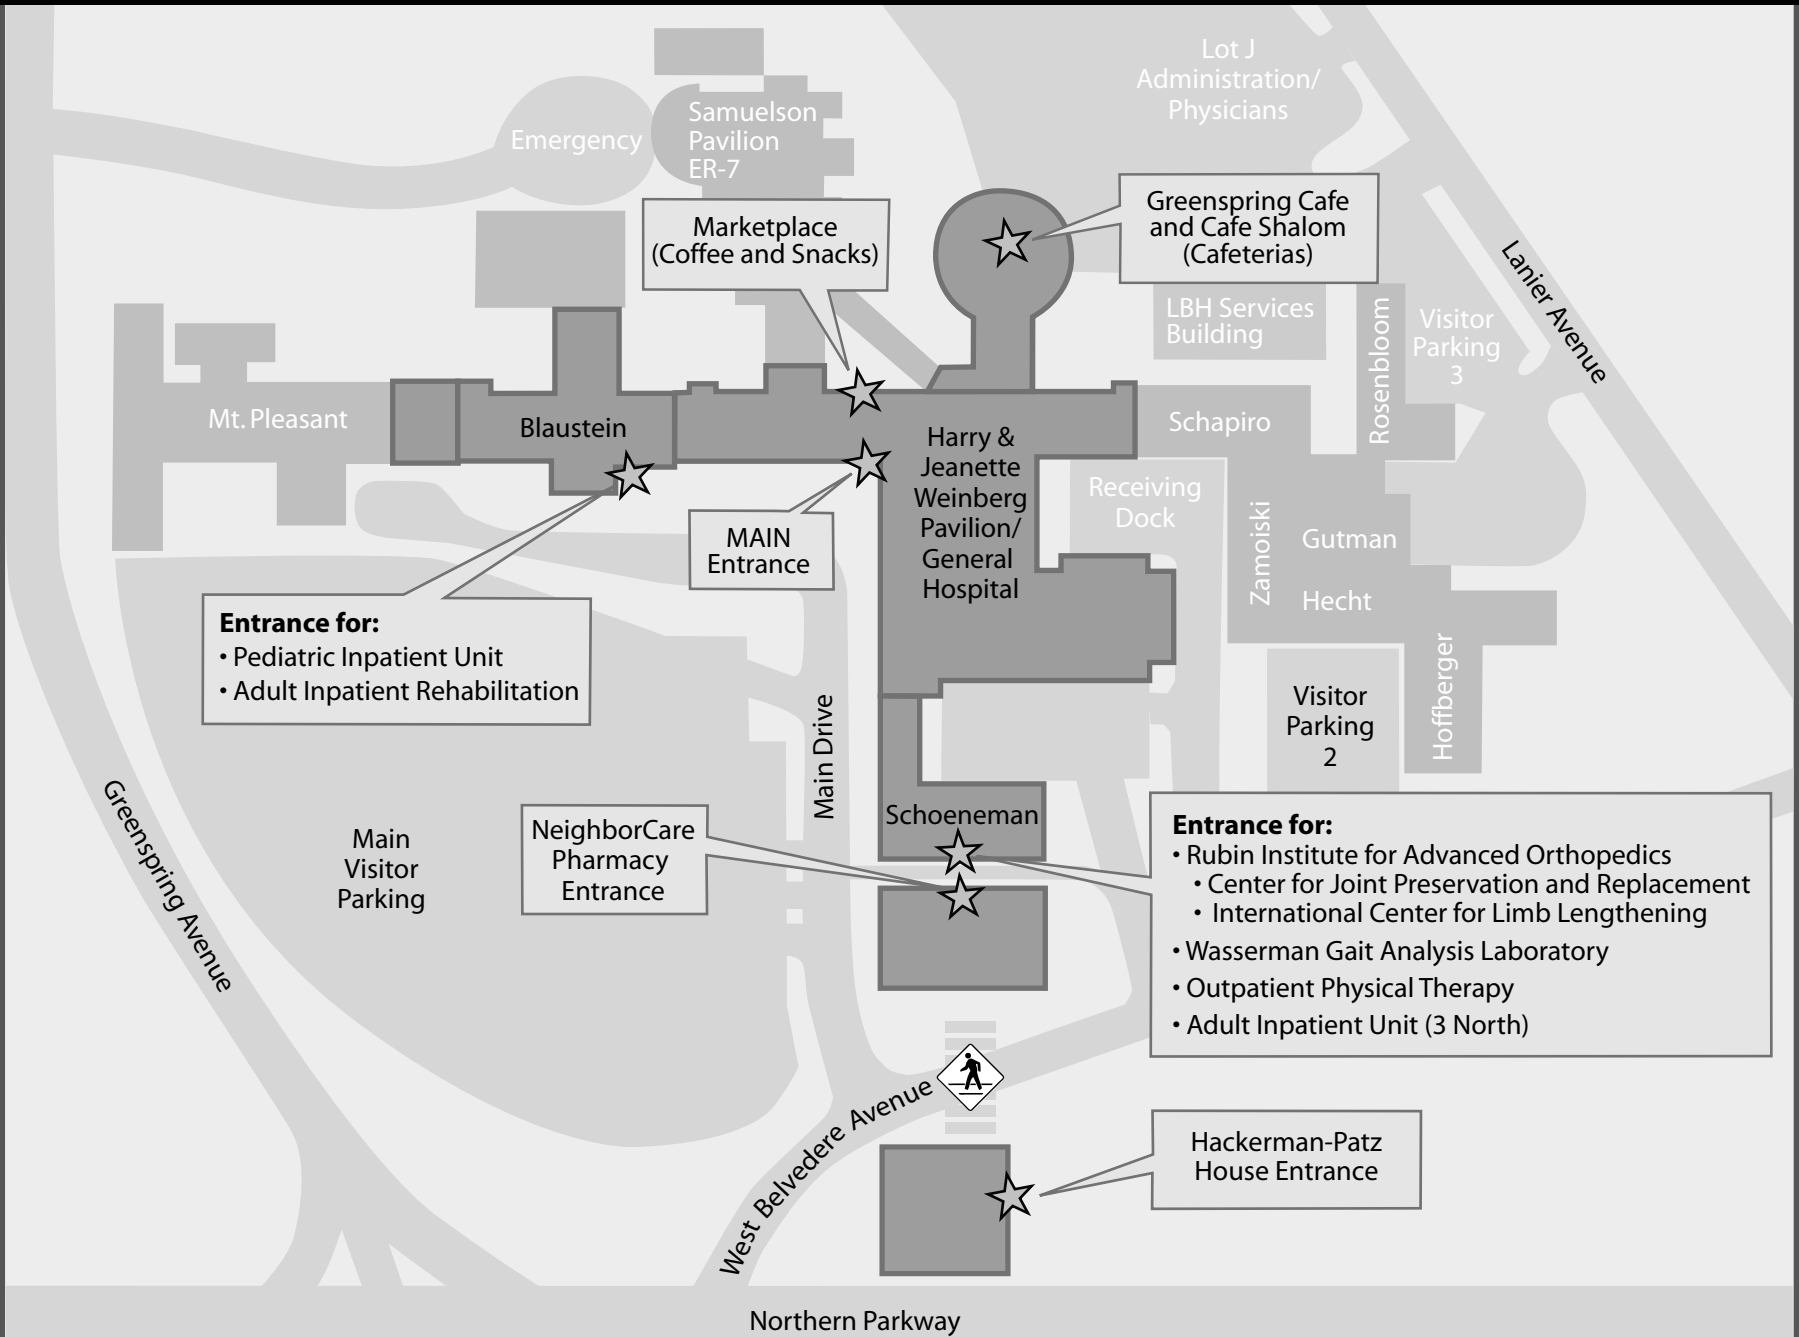 Lot J
Administration/
Physicians
Emergency
Samuelson
Pavilion
ER-7
Marketplace
(Coffee and Snacks)
Greenspring Cafe
and Cafe Shalom
(Cafeterias)
Lanier Avenue
LBH Services
Building
Rosenbloom
Visitor
Parking
3
Mt. Pleasant
Blaustein
Harry &
Jeanette
Weinberg
Pavilion/
General
Hospital
Schapiro
Receiving
Dock
MAIN
Entrance
Zamoiski
Gutman
Hecht
Hoffberger
Entrance for:
• Pediatric Inpatient Unit
• Adult Inpatient Rehabilitation
Visitor
Parking
2
Main Drive
Greenspring Avenue
Main
Visitor
Parking
NeighborCare
Pharmacy
Entrance
Schoeneman
Entrance for:
• Rubin Institute for Advanced Orthopedics
• Center for Joint Preservation and Replacement
• International Center for Limb Lengthening
• Wasserman Gait Analysis Laboratory
• Outpatient Physical Therapy
• Adult Inpatient Unit (3 North)
West Belvedere Avenue
Hackerman-Patz
House Entrance
Northern Parkway